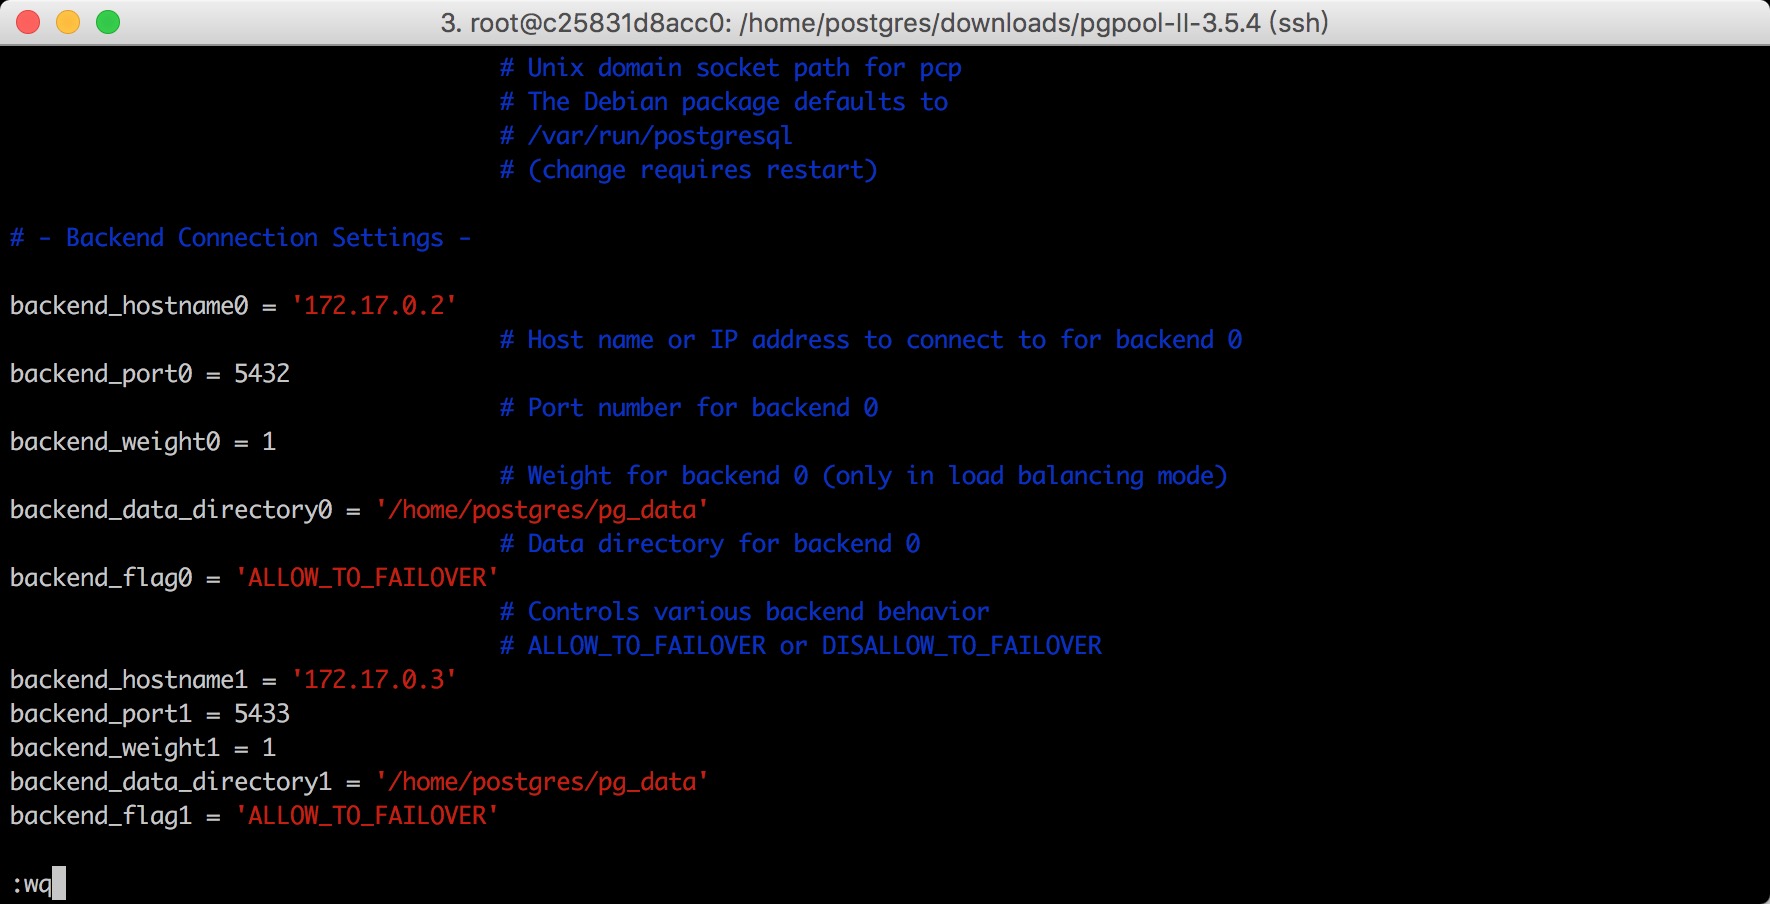 3. root@c25831d8acc0: /home/postgres/downloads/pgpool-II-3.5.4 (ssh)
# Unix domain socket path for pcp
# The Debian package defaults to
# /var/run/postgresql
# (change requires restart)
# - Backend Connection Settings -
backend_hostname0 = '172.17.0.2'
# Host name or IP address to connect to for backend 0
backend_port0 = 5432
# Port number for backend 0
backend_weight0 = 1
# Weight for backend 0 (only in load balancing mode)
backend_data_directory0 = '/home/postgres/pg_data'
# Data directory for backend 0
backend_flag0 = 'ALLOW_TO_FAILOVER'
# Controls various backend behavior
# ALLOW_TO_FAILOVER or DISALLOW_TO_FAILOVER
backend_hostname1 = '172.17.0.3'
backend_port1 = 5433
backend_weight1 = 1
backend_data_directory1 = '/home/postgres/pg_data'
backend_flag1 = 'ALLOW_TO_FAILOVER'
:wq